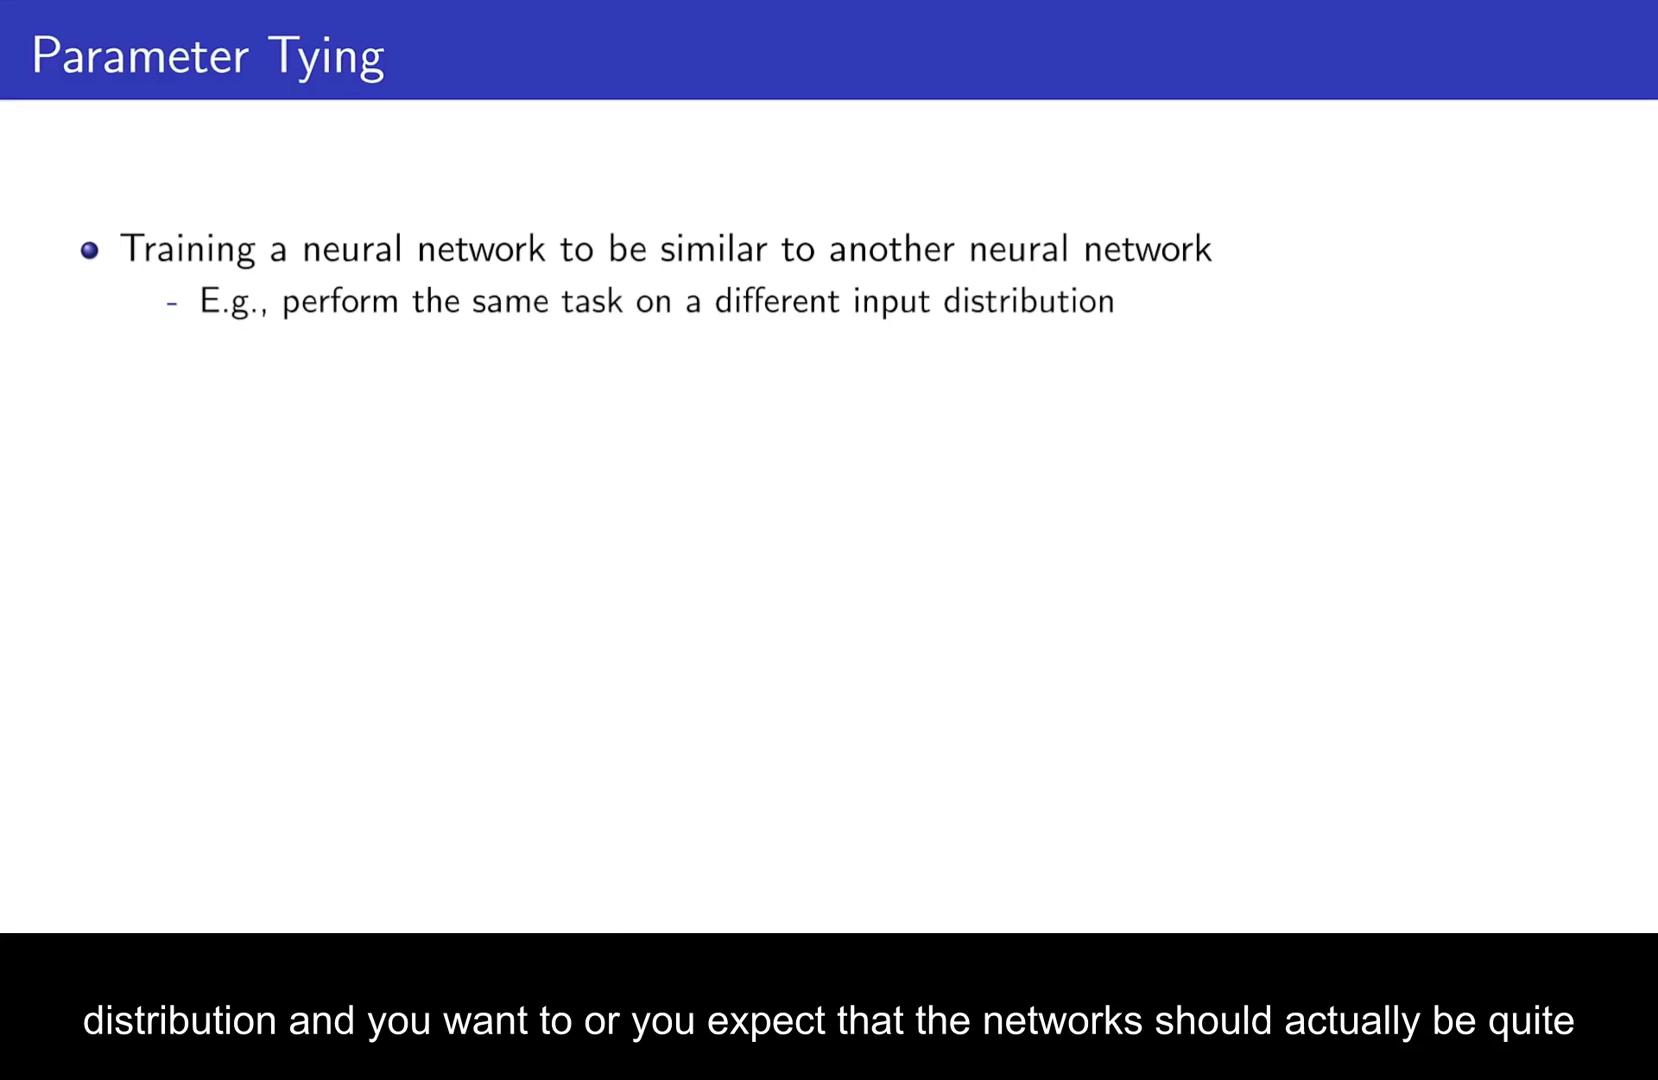 Parameter Tying
Training a neural network to be similar to another neural network
- E.g., perform the same task on a different input distribution
distribution and you want to or you expect that the networks should actually be quite